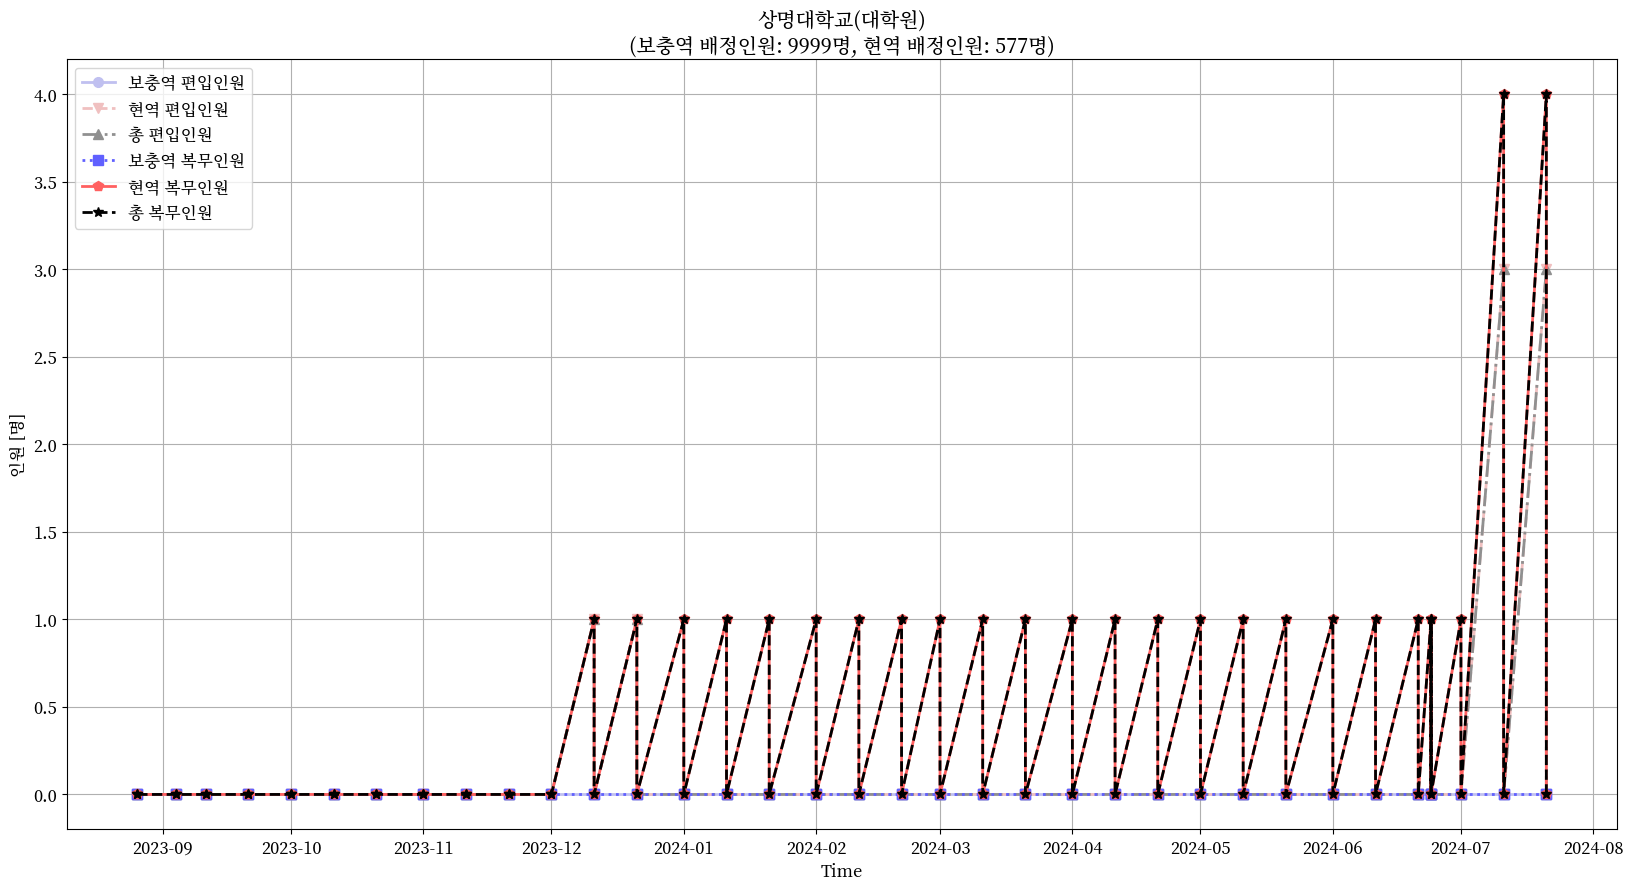 상명대학교(대학원)
(보충역 배정인원: 9999명, 현역 배정인원: 577명)
보충역 편입인원
현역 편입인원
총 편입인원
보충역 복무인원
현역 복무인원
총 복무인원
인원 [명]
4.0
3.5
3.0
2.5
2.0
1.5
1.0
0.5
0.0
2023-09 2023-10 2023-11 2023-12 2024-01 2024-02 2024-03 2024-04 2024-05 2024-06 2024-07 2024-08
Time